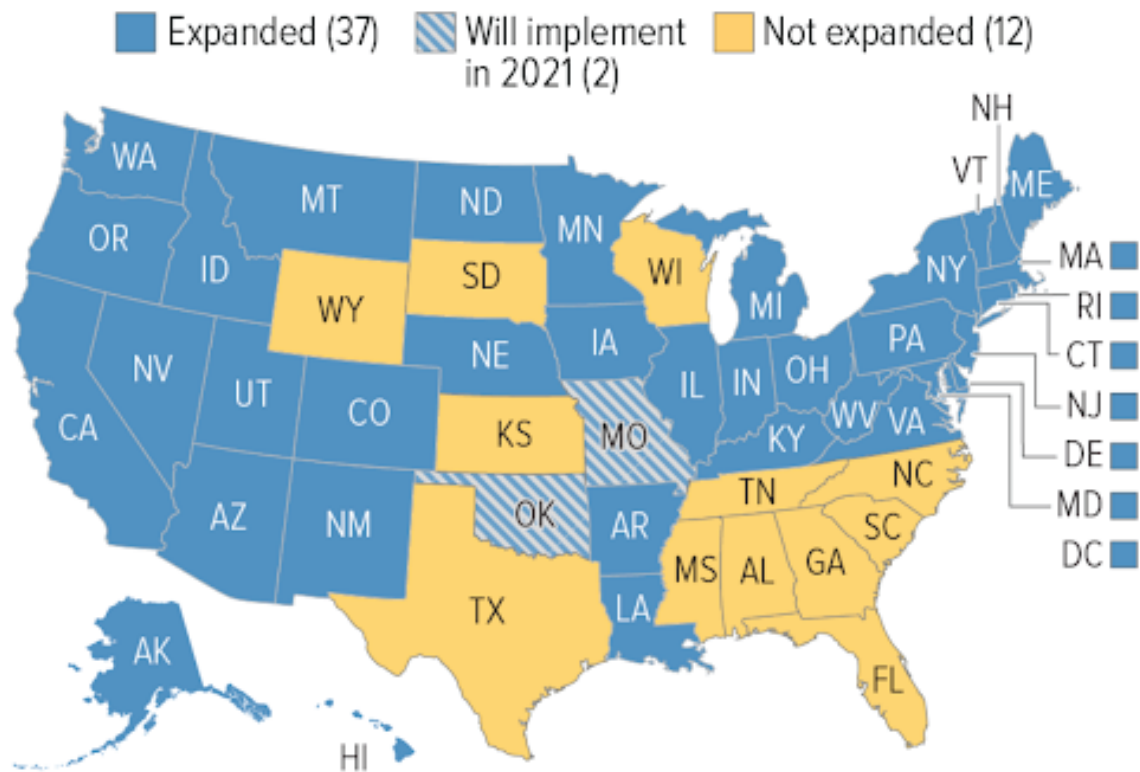 Expanded (37)
Will implement
in 2021 (2)
Not expanded (12)
NH
VT
ME
WA
MT
ND
MN
OR
ID
WY
SD
WI
MI
NY
MA
RI
CT
NJ
DE
MD
DC
NV
UT
CO
NE
IA
IL
IN
OH
PA
CA
KS
MO
KY
WV
VA
AZ
NM
OK
AR
TN
NC
SC
MS
AL
GA
TX
LA
FL
AK
HI